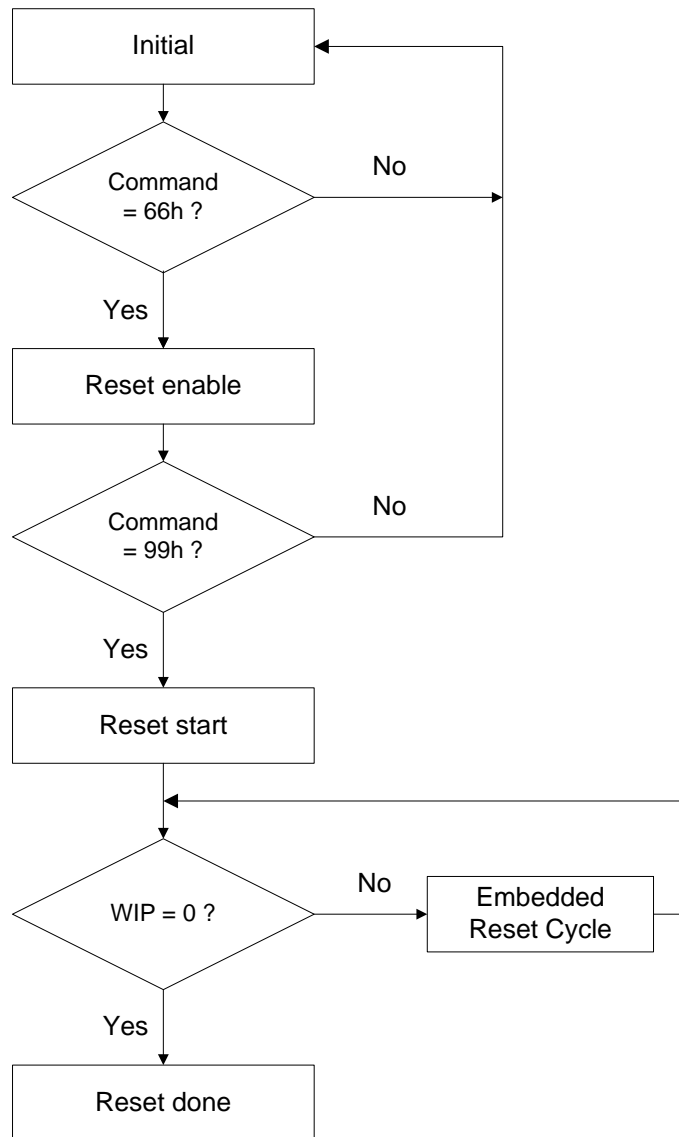 Initial
Command
= 66h ?
No
Yes
Reset enable
Command
= 99h ?
No
Yes
Reset start
WIP = 0 ?
No
Embedded
Reset Cycle
Yes
Reset done